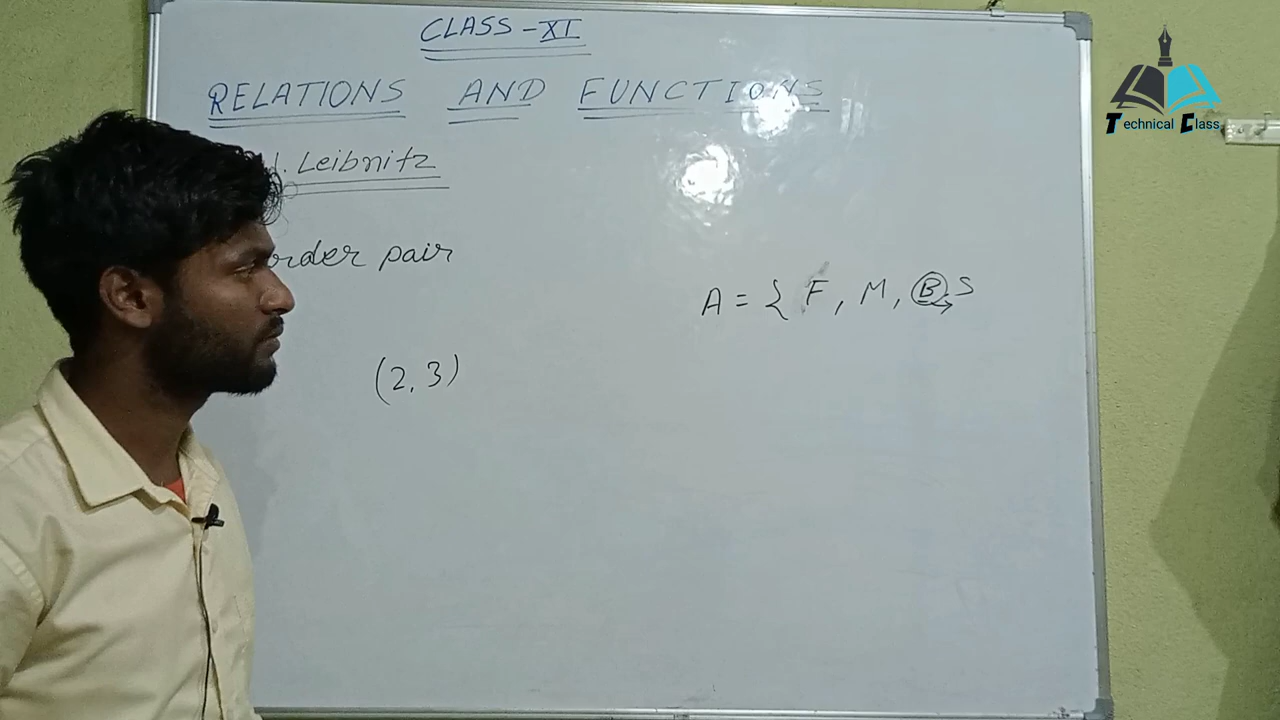 CLASS-XI
RELATIONS AND FUNCTIONS
. Leibnitz
order pair
A = { F, M, B, S
(2, 3)
Technical Class